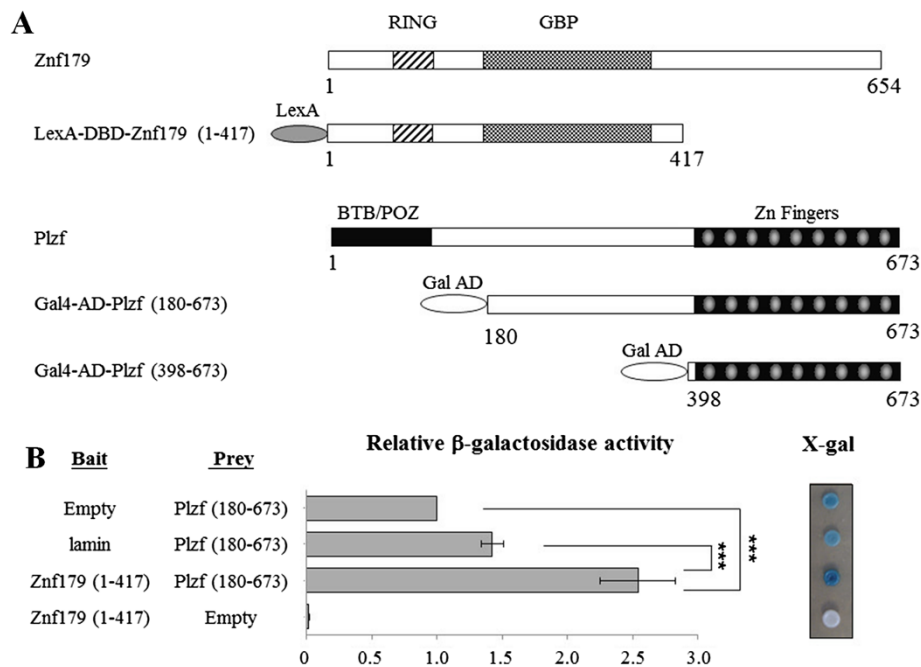 A
RING GBP
Znf179
1 654
LexA
LexA-DBD-Znf179 (1-417)
1 417
BTB/POZ Zn Fingers
Plzf
1 673
Gal AD
Gal4-AD-Plzf (180-673)
180 673
Gal AD
Gal4-AD-Plzf (398-673)
398 673
B Bait Prey Relative β-galactosidase activity X-gal
Empty Plzf (180-673)
lamin Plzf (180-673)
Znf179 (1-417) Plzf (180-673)
Znf179 (1-417) Empty
*** ***
0 0.5 1.0 1.5 2.0 2.5 3.0